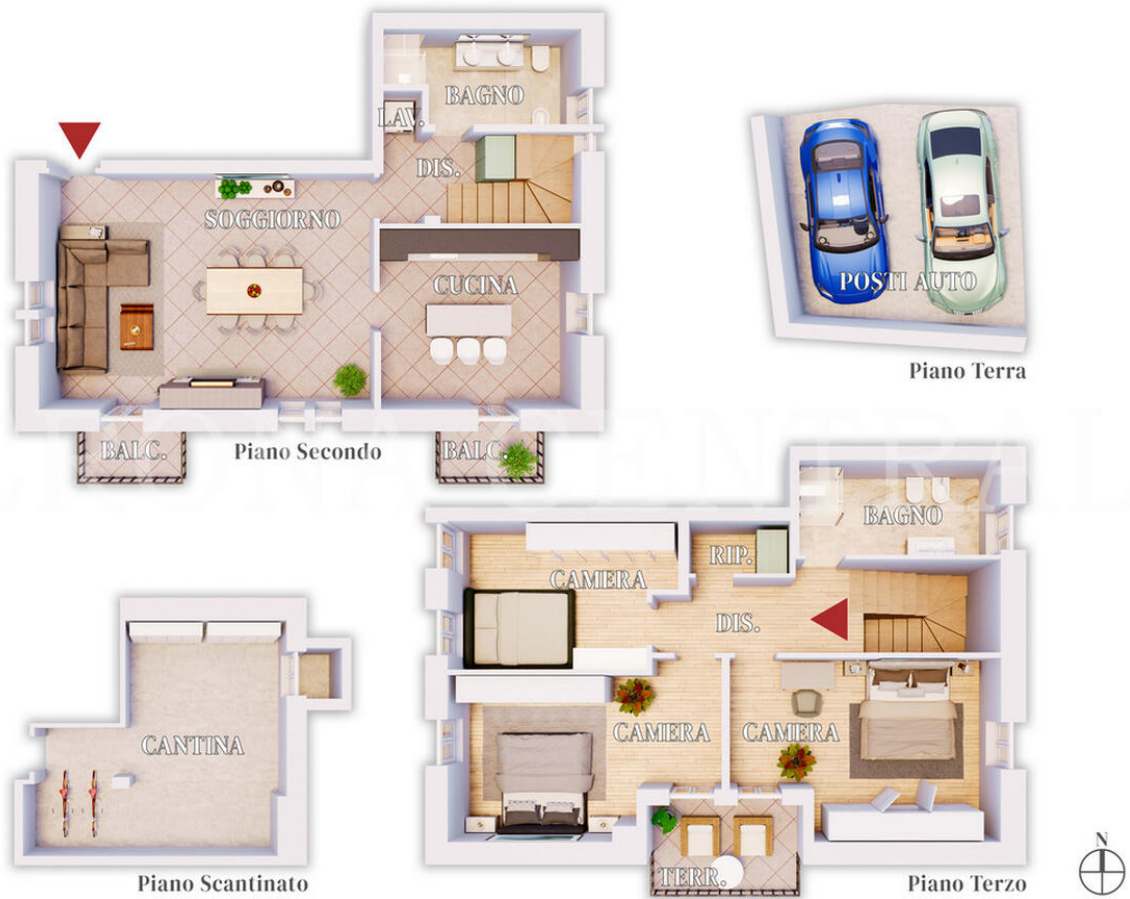 BAGNO
LAV.
DIS.
SOGGIORNO
CUCINA
BALC.
Piano Secondo
BALC.
POSTI AUTO
Piano Terra
BAGNO
RIP.
CAMERA
DIS.
CAMERA
CAMERA
TERR.
Piano Terzo
CANTINA
Piano Scantinato
N